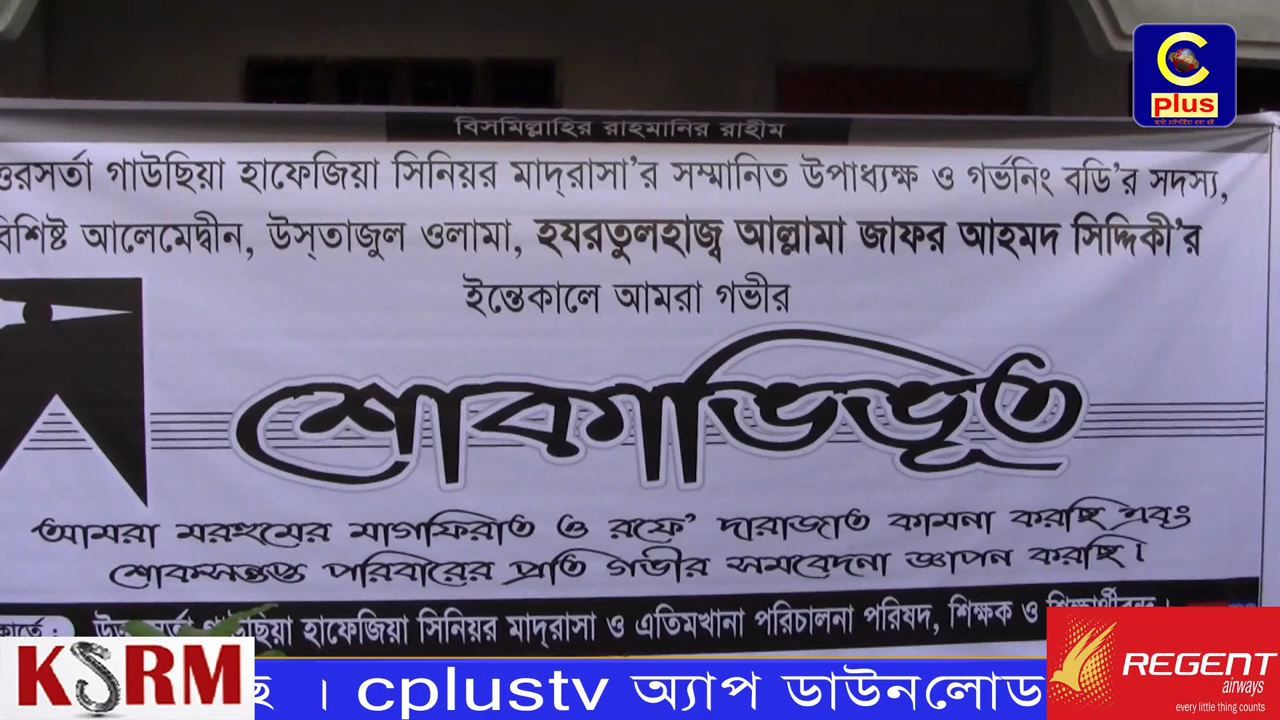 C
plus
বিসমিল্লাহির রাহমানির রাহীম
গাউছিয়া হাফেজিয়া সিনিয়র মাদ্‌রাসা’র সম্মানিত উপাধ্যক্ষ ও গর্ভনিং বডি’র সদস্য,
বিশিষ্ট আলেমেদ্বীন, উস্‌তাজুল ওলামা, হযরতুলহাজ্ব আল্লামা জাফর আহমদ সিদ্দিকী’র
ইন্তেকালে আমরা গভীর
শোকাভিভূত
আমরা মরহুমের মাগফিরাত ও রফে’ দারাজাত কামনা করছি এবং
শোকসন্তপ্ত পরিবারের প্রতি গভীর সমবেদনা জ্ঞাপন করছি।
হাফেজিয়া সিনিয়র মাদ্‌রাসা ও এতিমখানা পরিচালনা পরিষদ, শিক্ষক ও
KSRM
। cplustv অ্যাপ ডাউনলোড
REGENT
airways
every little thing counts